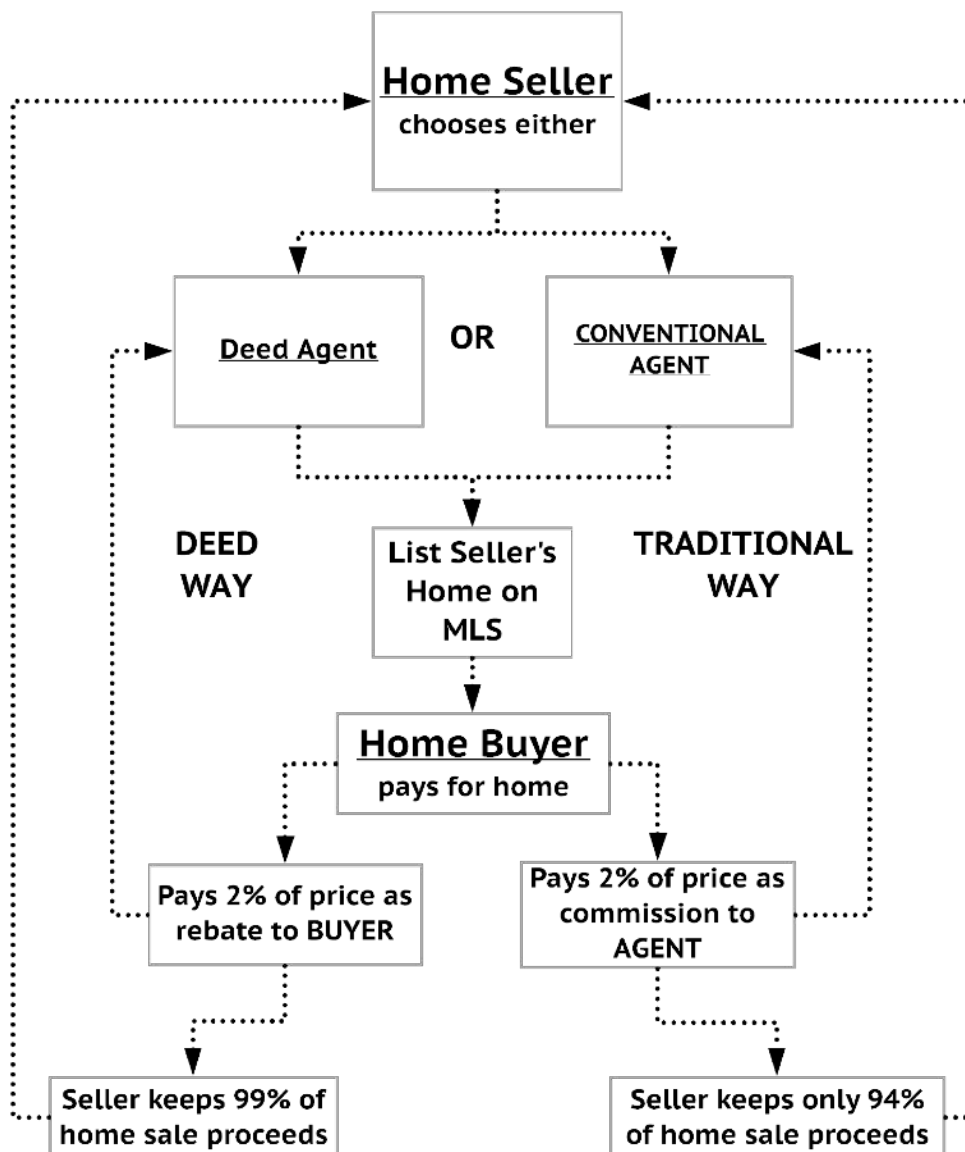 Home Seller
chooses either
Deed Agent
OR
CONVENTIONAL
AGENT
DEED
WAY
List Seller's
Home on
MLS
TRADITIONAL
WAY
Home Buyer
pays for home
Pays 2% of price as
rebate to BUYER
Pays 2% of price as
commission to
AGENT
Seller keeps 99% of
home sale proceeds
Seller keeps only 94%
of home sale proceeds